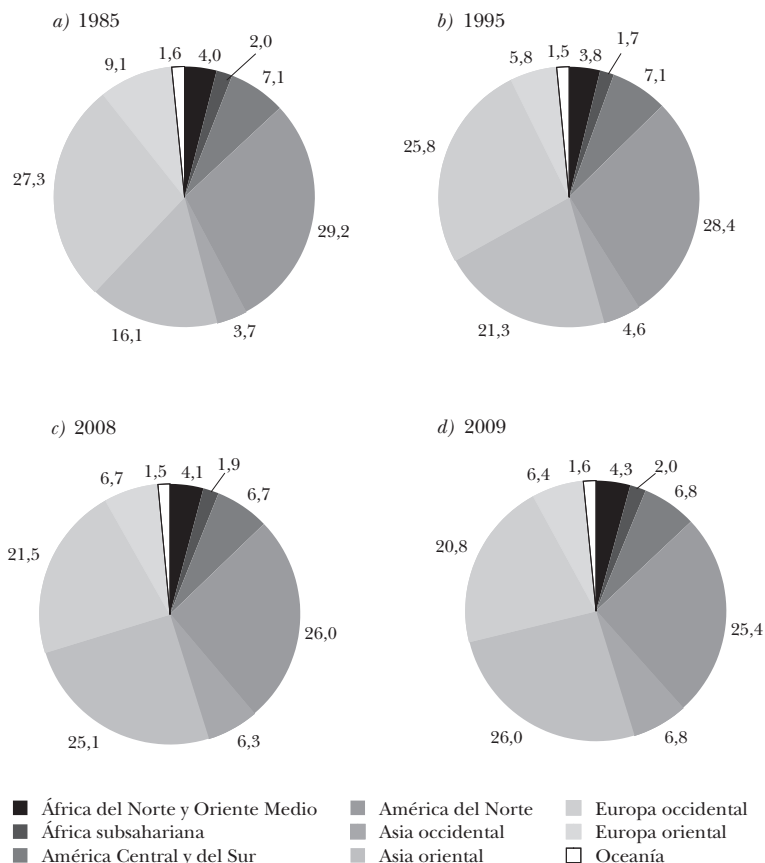 a) 1985
1,6 4,0 2,0
9,1 7,1
27,3
29,2
16,1 3,7
b) 1995
1,5 3,8 1,7
5,8 7,1
25,8
28,4
21,3 4,6
c) 2008
6,7 1,5 4,1 1,9
6,7
21,5
26,0
25,1 6,3
d) 2009
6,4 1,6 4,3 2,0
6,8
20,8
25,4
26,0 6,8
África del Norte y Oriente Medio
África subsahariana
América Central y del Sur
América del Norte
Asia occidental
Asia oriental
Europa occidental
Europa oriental
Oceanía